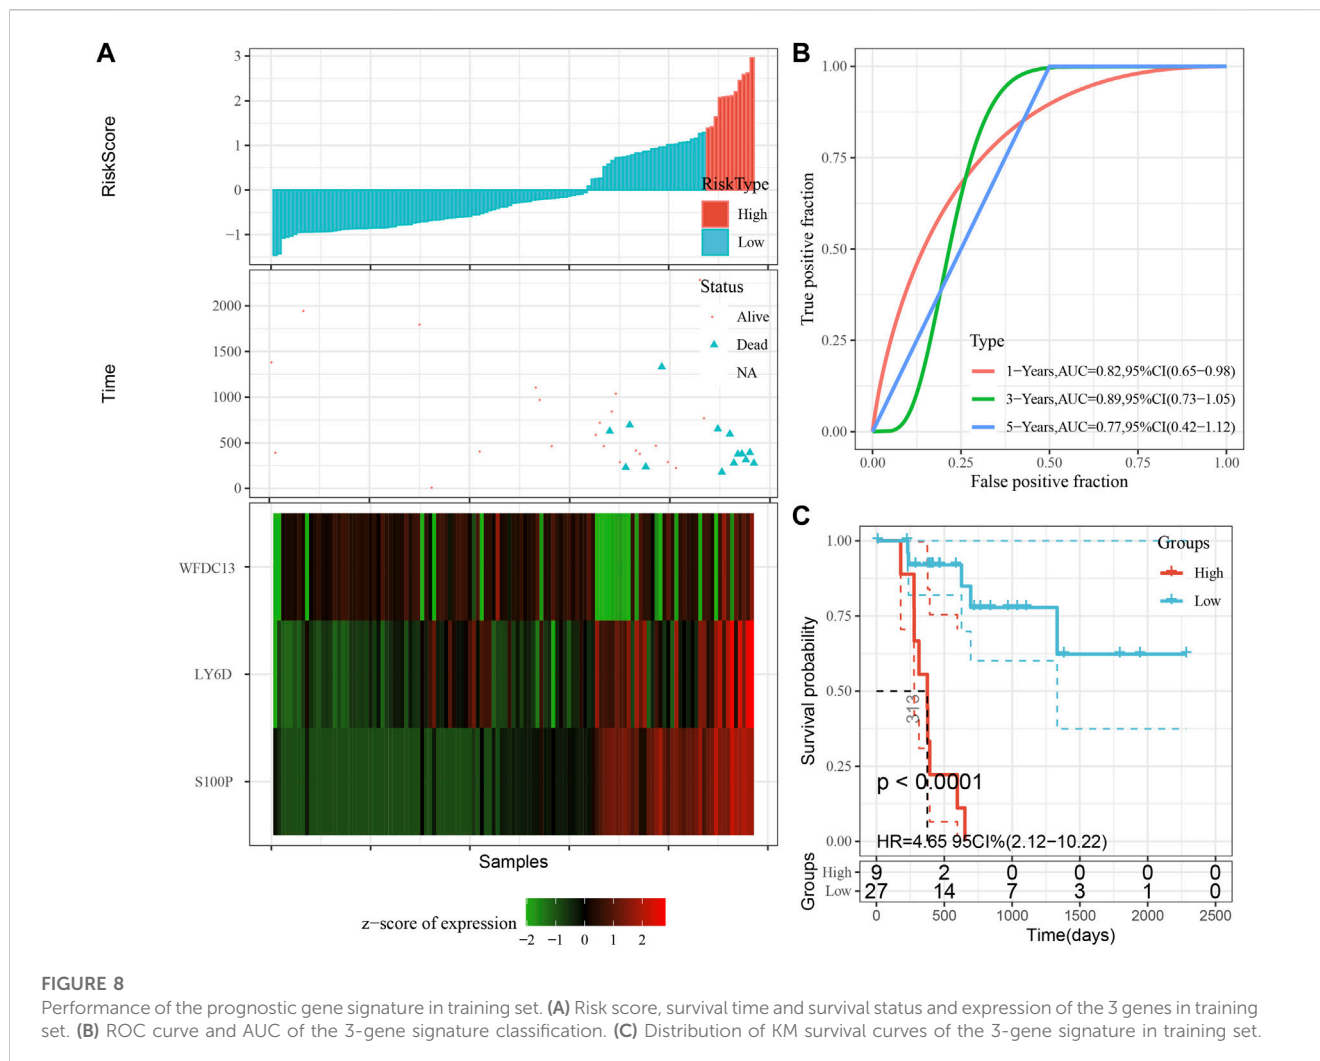 A
RiskScore
3
2
1
0
−1
RiskType
High
Low
Time
2000
1500
1000
500
0
Status
Alive
Dead
NA
WFDC13
LY6D
S100P
Samples
z−score of expression
−2 −1 0 1 2
B
True positive fraction
1.00
0.75
0.50
0.25
0.00
Type
1−Years,AUC=0.82,95%CI(0.65−0.98)
3−Years,AUC=0.89,95%CI(0.73−1.05)
5−Years,AUC=0.77,95%CI(0.42−1.12)
0.00 0.25 0.50 0.75 1.00
False positive fraction
C
Survival probability
1.00
0.75
0.50
0.25
0.00
Groups
High
Low
313
p < 0.0001
HR=4.65 95CI%(2.12−10.22)
Groups
High 9 2 0 0 0 0
Low 27 14 7 3 1 0
0 500 1000 1500 2000 2500
Time(days)
FIGURE 8
Performance of the prognostic gene signature in training set. (A) Risk score, survival time and survival status and expression of the 3 genes in training
set. (B) ROC curve and AUC of the 3-gene signature classification. (C) Distribution of KM survival curves of the 3-gene signature in training set.